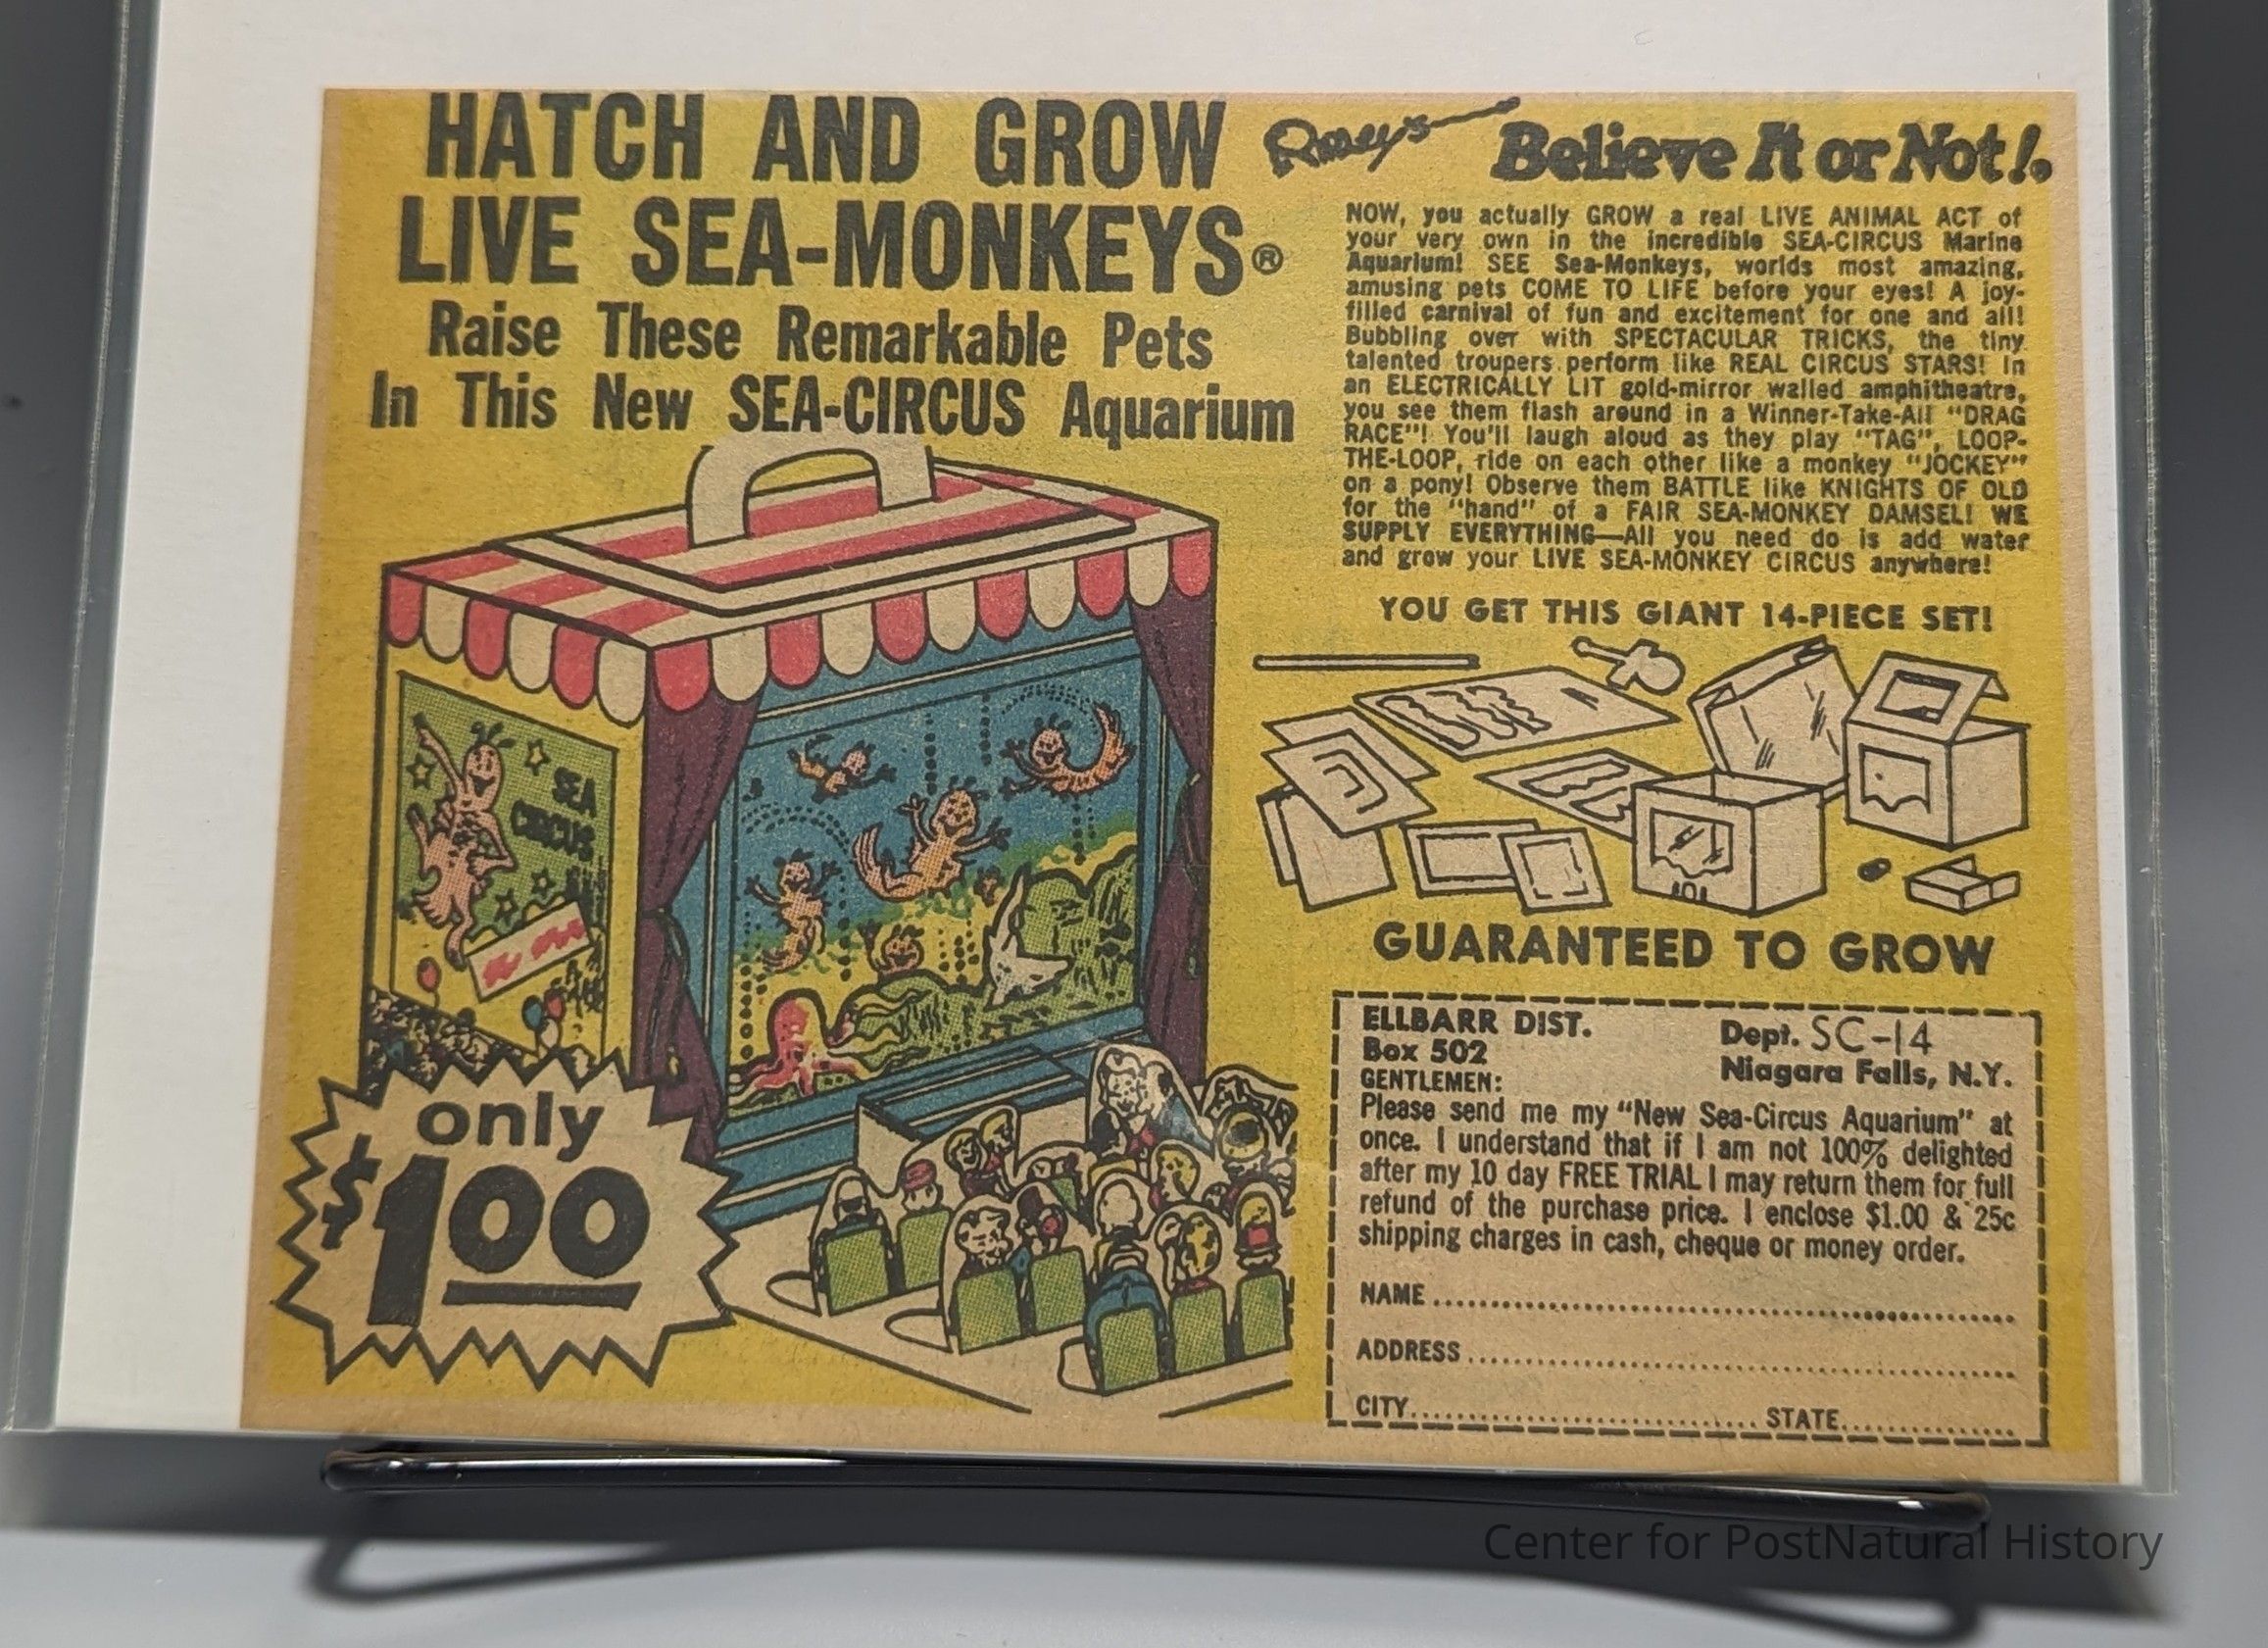 HATCH AND GROW
LIVE SEA-MONKEYS®
Raise These Remarkable Pets
In This New SEA-CIRCUS Aquarium
SEA
CIRCUS
only
$1.00
Ripley's Believe It or Not!®
NOW, you actually GROW a real LIVE ANIMAL ACT of
your very own in the incredible SEA-CIRCUS Marine
Aquarium! SEE Sea-Monkeys, worlds most amazing,
amusing pets COME TO LIFE before your eyes! A joy-
filled carnival of fun and excitement for one and all!
Bubbling over with SPECTACULAR TRICKS, the tiny
talented troupers perform like REAL CIRCUS STARS! In
an ELECTRICALLY LIT gold-mirror walled amphitheatre,
you see them flash around in a Winner-Take-All "DRAG
RACE"! You'll laugh aloud as they play "TAG", LOOP-
THE-LOOP, ride on each other like a monkey "JOCKEY"
on a pony! Observe them BATTLE like KNIGHTS OF OLD
for the "hand" of a FAIR SEA-MONKEY DAMSEL! WE
SUPPLY EVERYTHING—All you need do is add water
and grow your LIVE SEA-MONKEY CIRCUS anywhere!
YOU GET THIS GIANT 14-PIECE SET!
GUARANTEED TO GROW
ELLBARR DIST. Dept. SC-14
Box 502 Niagara Falls, N.Y.
GENTLEMEN:
Please send me my "New Sea-Circus Aquarium" at
once. I understand that if I am not 100% delighted
after my 10 day FREE TRIAL I may return them for full
refund of the purchase price. I enclose $1.00 & 25c
shipping charges in cash, cheque or money order.
NAME
ADDRESS
CITY STATE
Center for PostNatural History